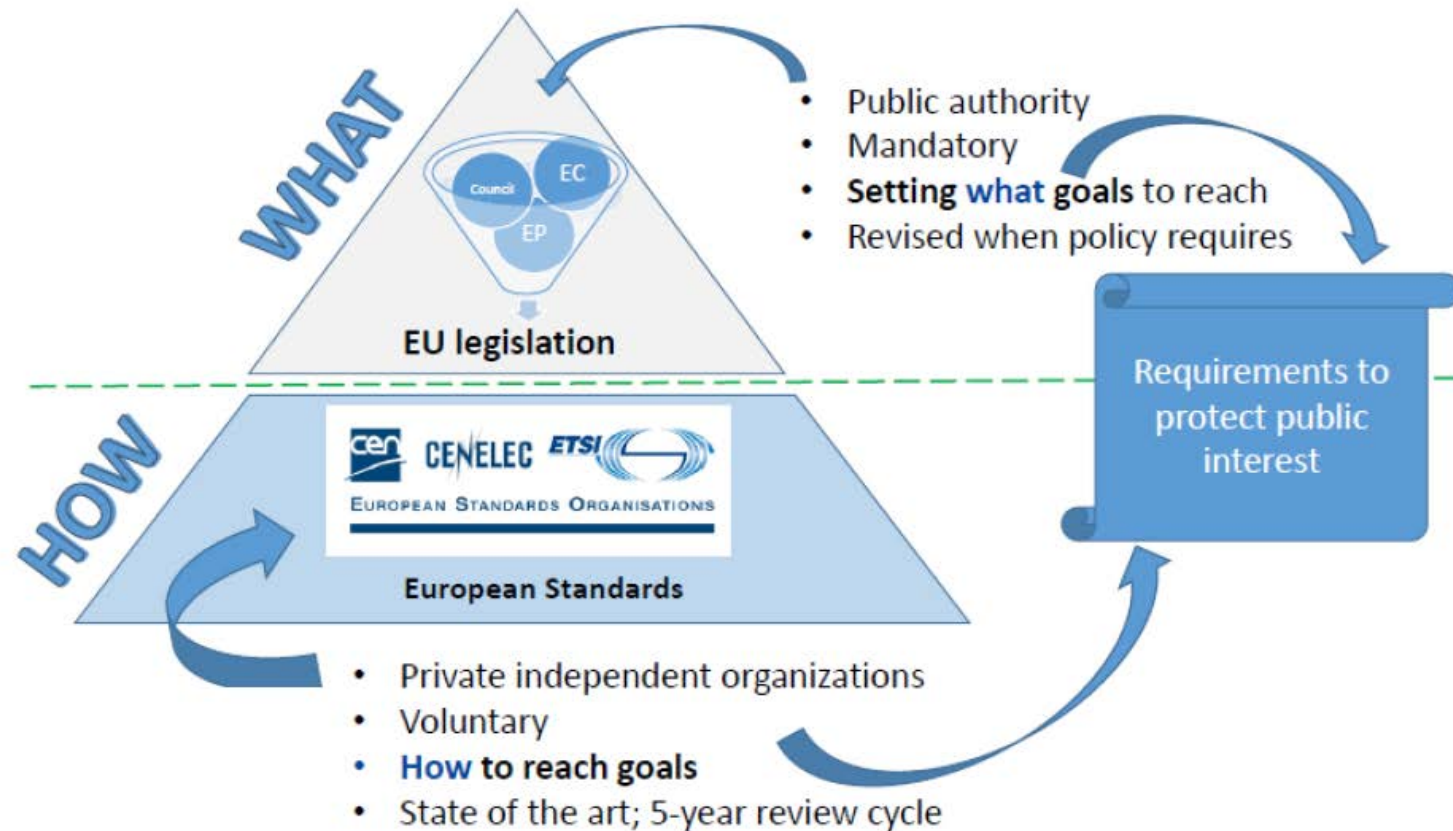 WHAT
Council
EC
EP
EU legislation
• Public authority
• Mandatory
• Setting what goals to reach
• Revised when policy requires
Requirements to
protect public
interest
HOW
cen
CENELEC
ETSI
EUROPEAN STANDARDS ORGANISATIONS
European Standards
• Private independent organizations
• Voluntary
• How to reach goals
• State of the art; 5-year review cycle